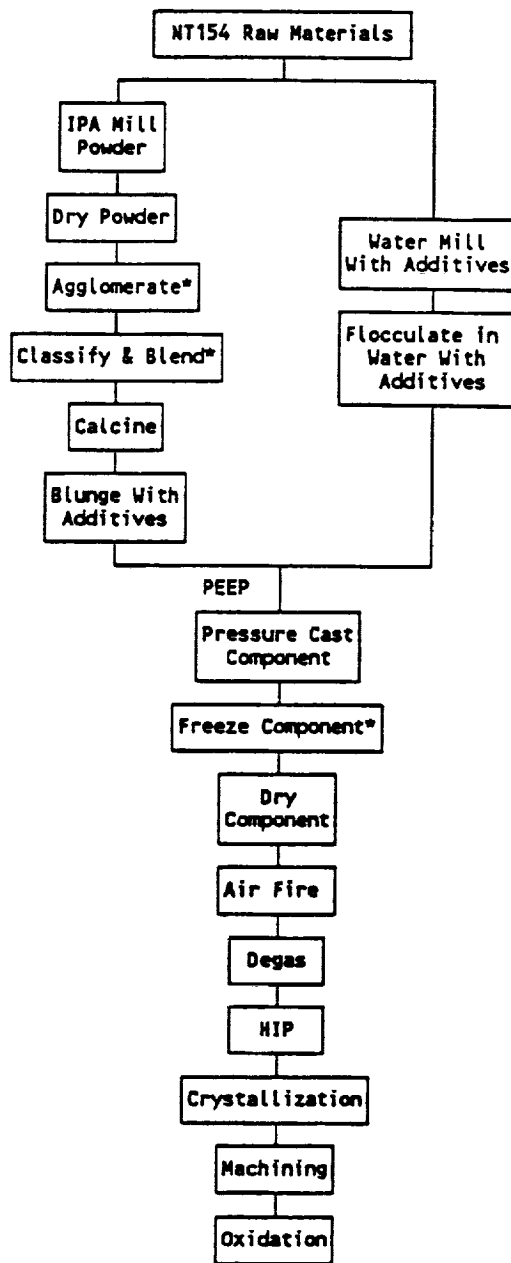 NT154 Raw Materials
IPA Mill
Powder
Dry Powder
Agglomerate*
Classify & Blend*
Calcine
Blunge With
Additives
Water Mill
With Additives
Flocculate in
Water With
Additives
PEEP
Pressure Cast
Component
Freeze Component*
Dry
Component
Air Fire
Degas
HIP
Crystallization
Machining
Oxidation